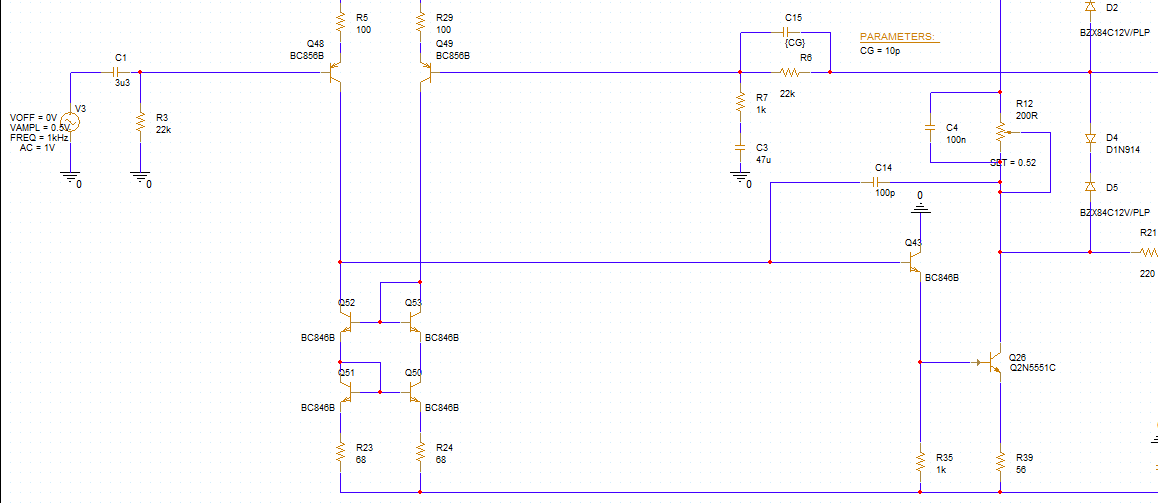 D2
R5
100
R29
100
C15
{CG}
PARAMETERS:
CG = 10p
BZX84C12V/PLP
Q48
BC856B
Q49
BC856B
R6
22k
C1
3u3
V3
VOFF = 0V
VAMPL = 0.5V
FREQ = 1kHz
AC = 1V
R3
22k
R7
1k
R12
200R
C4
100n
D4
D1N914
C3
47u
SET = 0.52
C14
100p
0
0
0
0
D5
BZX84C12V/PLP
R21
220
Q43
BC846B
Q52
BC846B
Q53
BC846B
Q26
Q2N5551C
Q51
BC846B
Q50
BC846B
R23
68
R24
68
R35
1k
R39
56